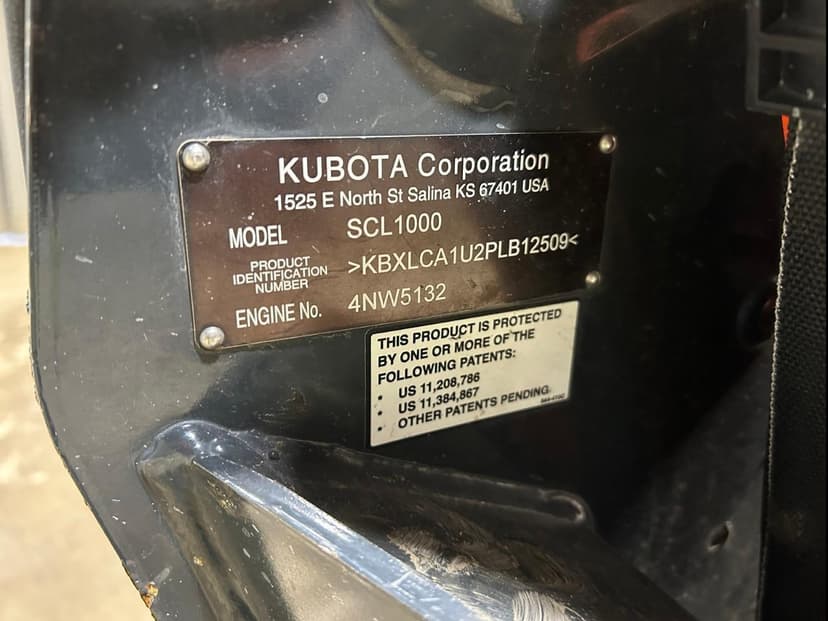 KUBOTA Corporation
1525 E North St Salina KS 67401 USA
MODEL SCL1000
PRODUCT IDENTIFICATION NUMBER >KBXLCA1U2PLB12509<
ENGINE No. 4NW5132
THIS PRODUCT IS PROTECTED
BY ONE OR MORE OF THE
FOLLOWING PATENTS:
• US 11,208,786
• US 11,384,867
• OTHER PATENTS PENDING